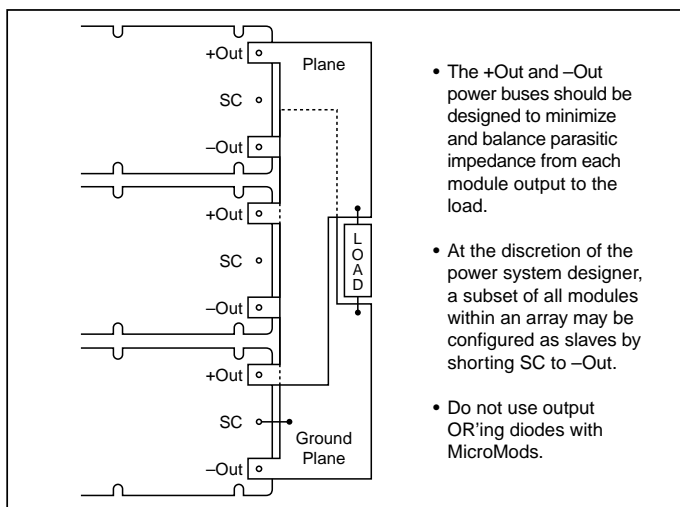 +Out
Plane
SC
–Out
+Out
SC
–Out
+Out
SC
Ground
Plane
–Out
LOAD
• The +Out and –Out
power buses should be
designed to minimize
and balance parasitic
impedance from each
module output to the
load.
• At the discretion of the
power system designer,
a subset of all modules
within an array may be
configured as slaves by
shorting SC to –Out.
• Do not use output
OR'ing diodes with
MicroMods.